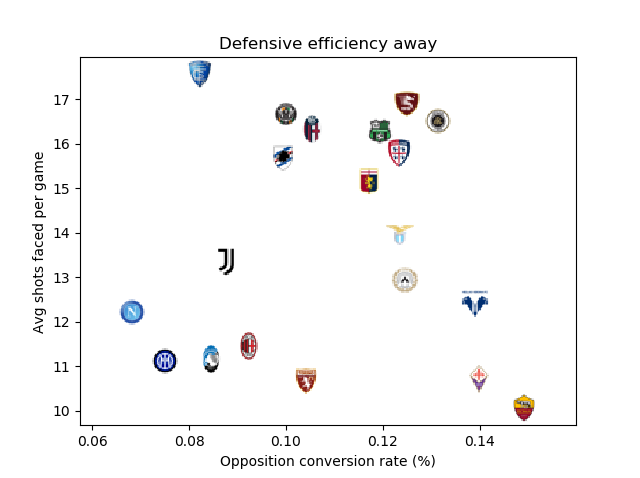 Defensive efficiency away
Avg shots faced per game
17
16
15
14
13
12
11
10
0.06 0.08 0.10 0.12 0.14
Opposition conversion rate (%)